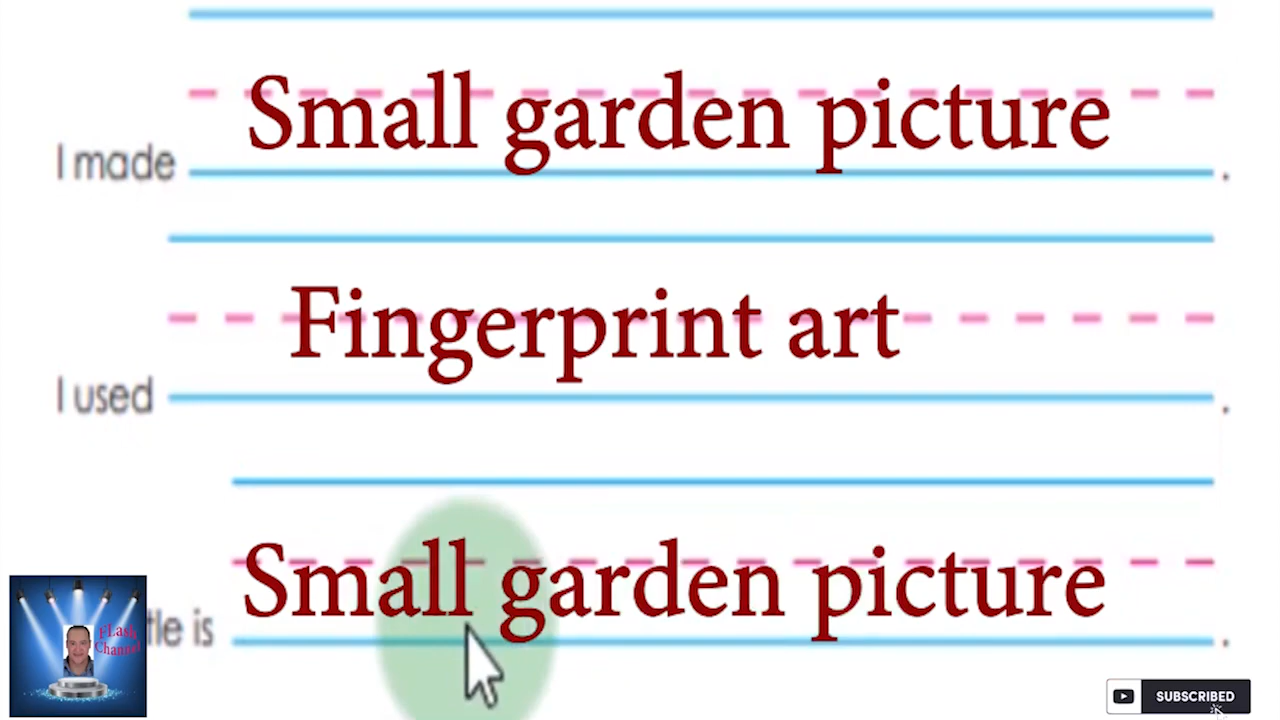 Small garden picture
I made .
Fingerprint art
I used .
Small garden picture
tle is .
FLash
Channel
SUBSCRIBED